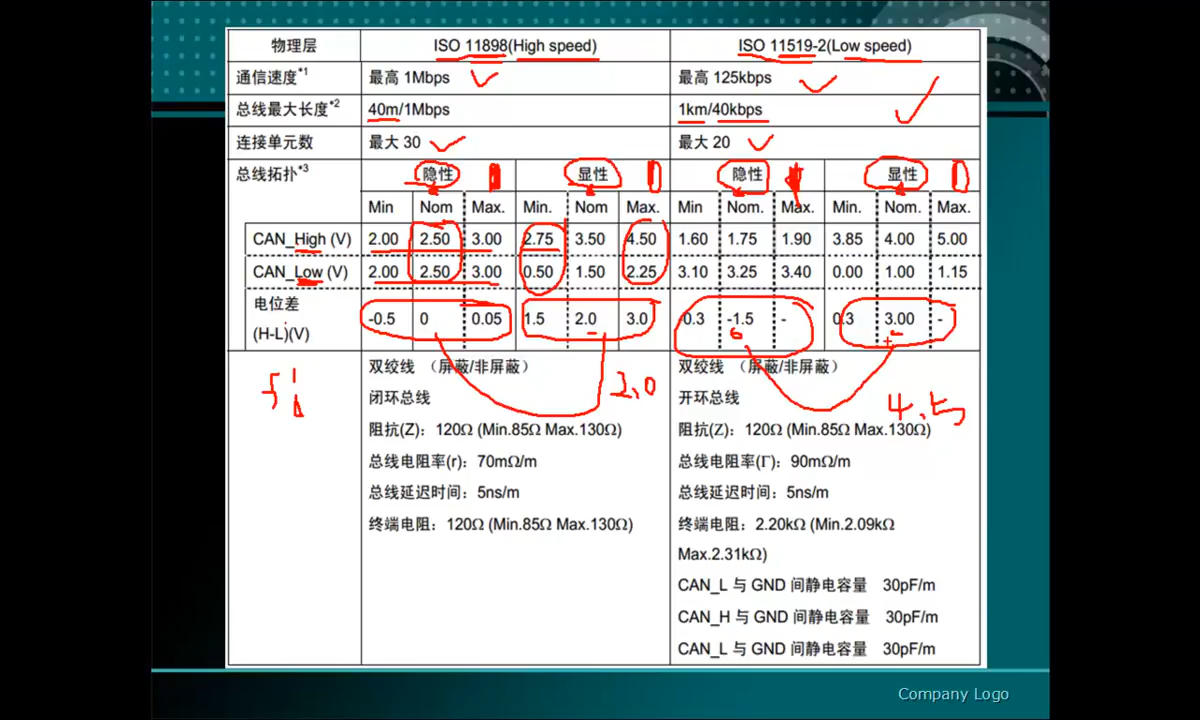 物理层 ISO 11898(High speed) ISO 11519-2(Low speed)
通信速度*1 最高 1Mbps 最高 125kbps
总线最大长度*2 40m/1Mbps 1km/40kbps
连接单元数 最大 30 最大 20
总线拓扑*3 隐性 显性 隐性 显性
Min Nom Max. Min. Nom Max. Min Nom. Max. Min. Nom. Max.
CAN_High (V) 2.00 2.50 3.00 2.75 3.50 4.50 1.60 1.75 1.90 3.85 4.00 5.00
CAN_Low (V) 2.00 2.50 3.00 0.50 1.50 2.25 3.10 3.25 3.40 0.00 1.00 1.15
电位差
(H-L)(V) -0.5 0 0.05 1.5 2.0 3.0 -0.3 -1.5 - 0.3 3.00 -
双绞线 （屏蔽/非屏蔽） 双绞线 （屏蔽/非屏蔽）
2.0
闭环总线 开环总线
4.5
阻抗(Z)：120Ω (Min.85Ω Max.130Ω) 阻抗(Z)：120Ω (Min.85Ω Max.130Ω)
总线电阻率(r)：70mΩ/m 总线电阻率(Γ)：90mΩ/m
总线延迟时间：5ns/m 总线延迟时间：5ns/m
终端电阻：120Ω (Min.85Ω Max.130Ω) 终端电阻：2.20kΩ (Min.2.09kΩ
Max.2.31kΩ)
CAN_L 与 GND 间静电容量 30pF/m
CAN_H 与 GND 间静电容量 30pF/m
CAN_L 与 GND 间静电容量 30pF/m
Company Logo